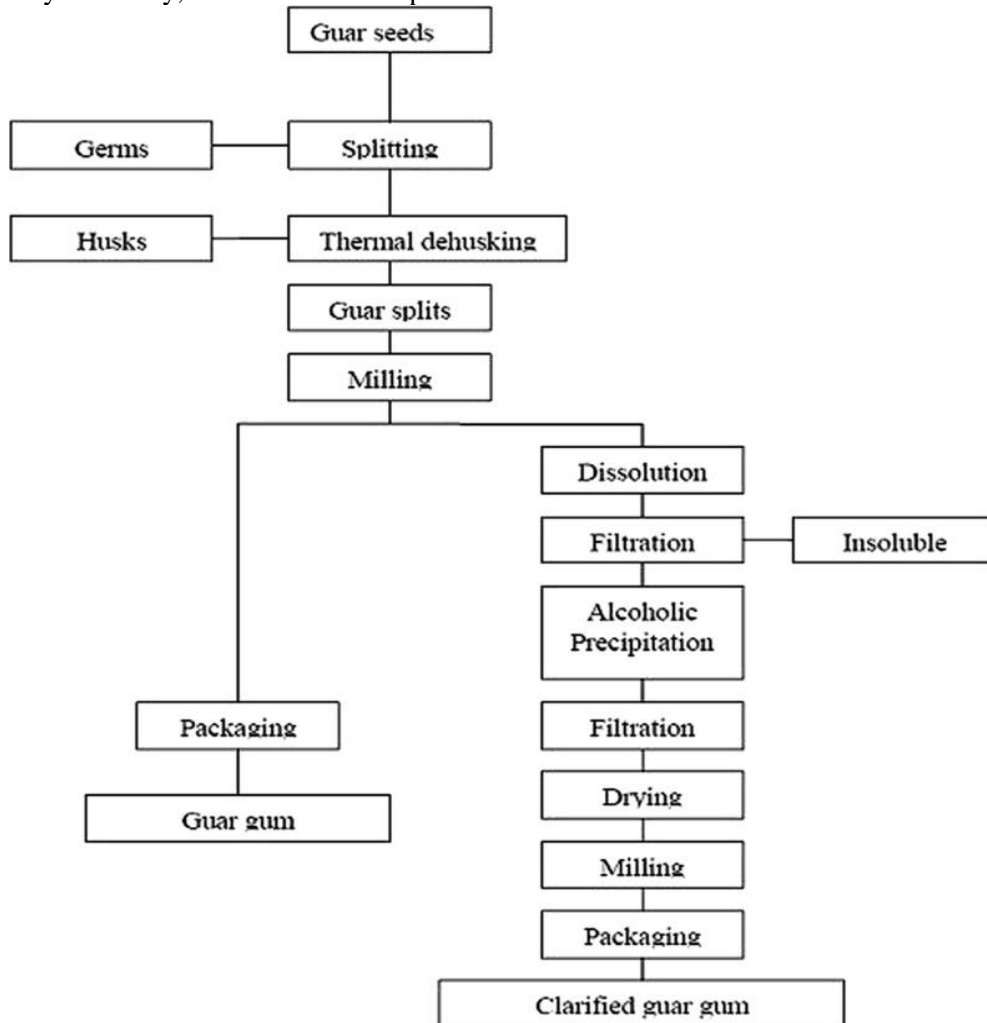 Guar seeds
Germs
Splitting
Husks
Thermal dehusking
Guar splits
Milling
Dissolution
Filtration
Insoluble
Alcoholic
Precipitation
Packaging
Filtration
Guar gum
Drying
Milling
Packaging
Clarified guar gum